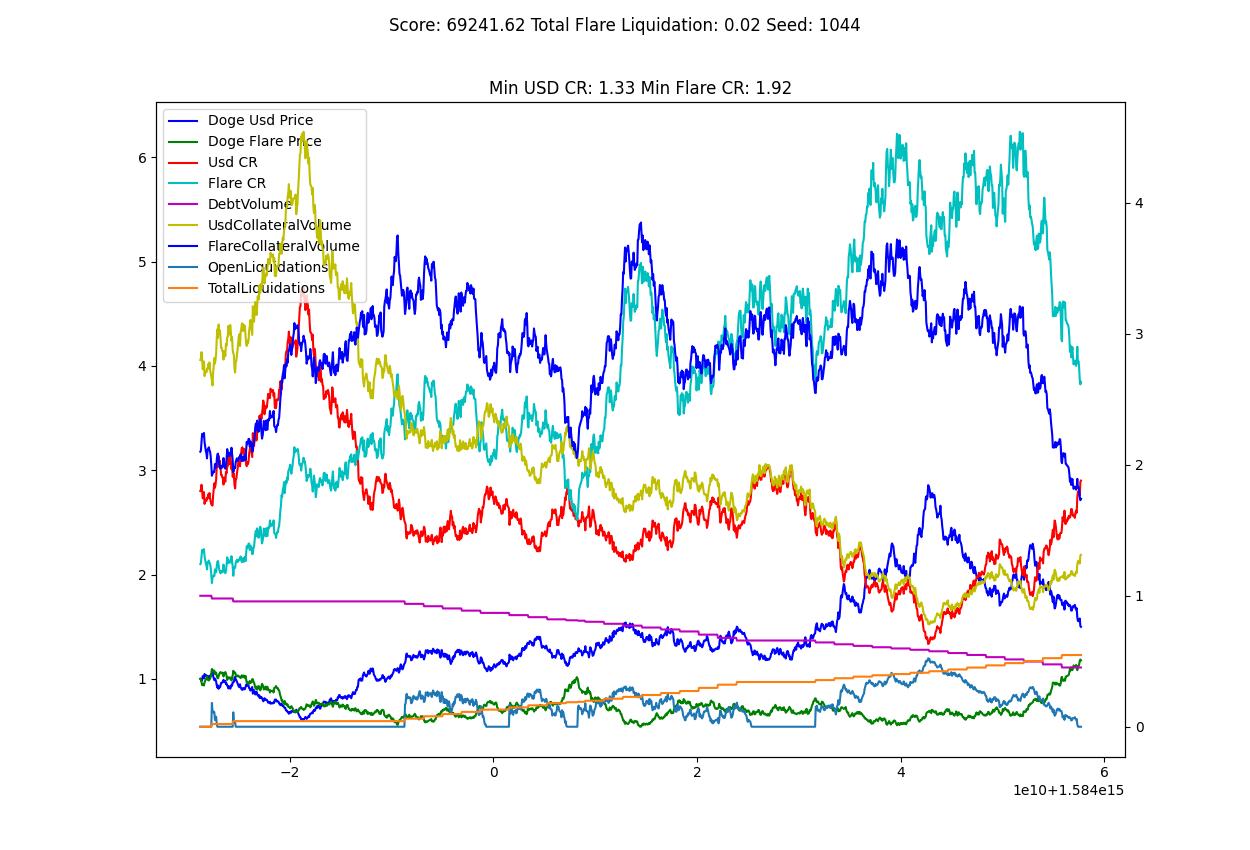 Score: 69241.62 Total Flare Liquidation: 0.02 Seed: 1044
Min USD CR: 1.33 Min Flare CR: 1.92
Doge Usd Price
Doge Flare Price
Usd CR
Flare CR
DebtVolume
UsdCollateralVolume
FlareCollateralVolume
OpenLiquidations
TotalLiquidations
6
5
4
3
2
1
4
3
2
1
0
−2
0
2
4
6
1e10+1.584e15